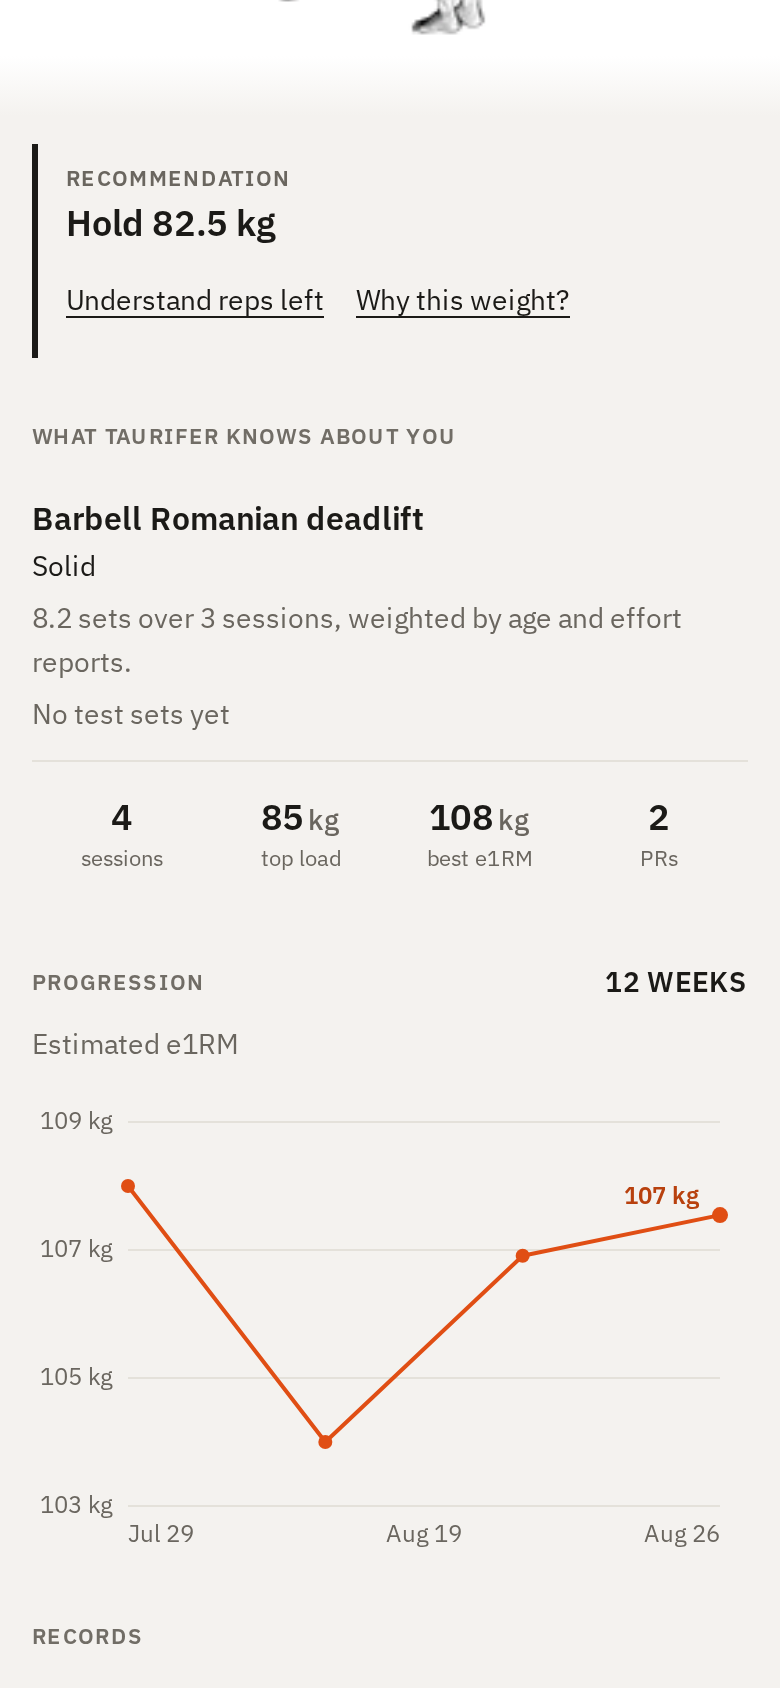 RECOMMENDATION
Hold 82.5 kg
Understand reps left Why this weight?
WHAT TAURIFER KNOWS ABOUT YOU
Barbell Romanian deadlift
Solid
8.2 sets over 3 sessions, weighted by age and effort
reports.
No test sets yet
4 85 kg 108 kg 2
sessions top load best e1RM PRs
PROGRESSION 12 WEEKS
Estimated e1RM
109 kg
107 kg
107 kg
105 kg
103 kg
Jul 29 Aug 19 Aug 26
RECORDS